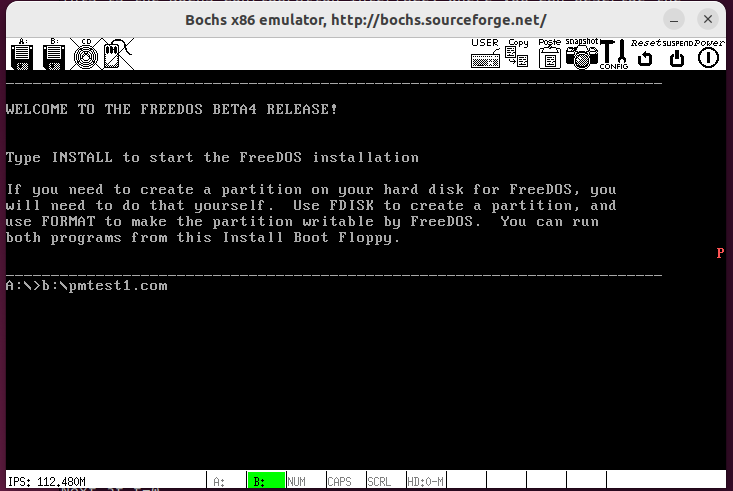 Bochs x86 emulator, http://bochs.sourceforge.net/
A: B: CD USER Copy Paste snapshot CONFIG Reset SUSPEND Power
WELCOME TO THE FREEDOS BETA4 RELEASE!
Type INSTALL to start the FreeDOS installation
If you need to create a partition on your hard disk for FreeDOS, you
will need to do that yourself.  Use FDISK to create a partition, and
use FORMAT to make the partition writable by FreeDOS.  You can run
both programs from this Install Boot Floppy.
P
A:\>b:\pmtest1.com
IPS: 112.480M A: B: NUM CAPS SCRL HD:0-M